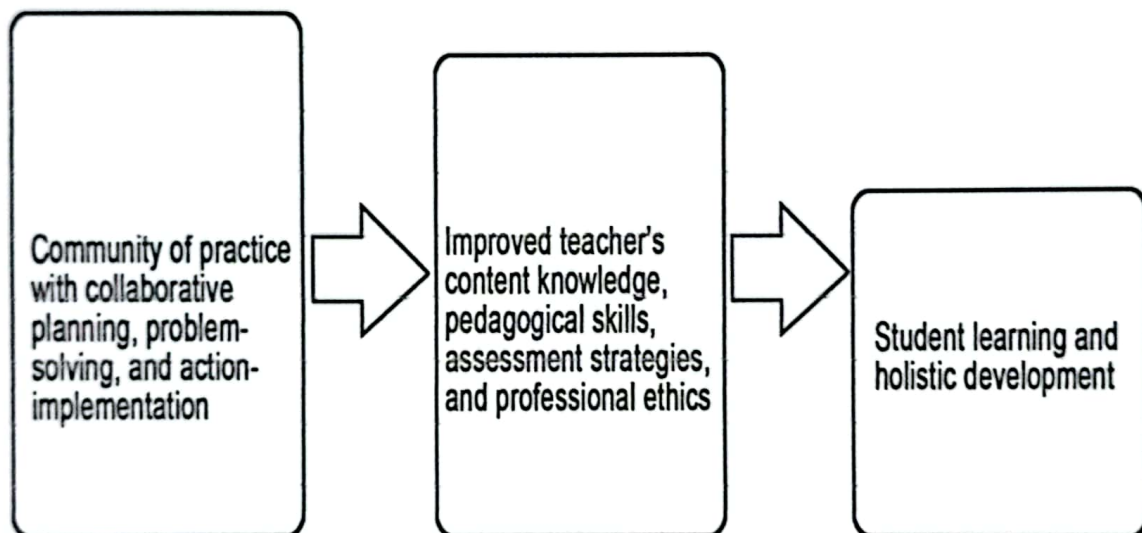 Community of practice
with collaborative
planning, problem-
solving, and action-
implementation
Improved teacher's
content knowledge,
pedagogical skills,
assessment strategies,
and professional ethics
Student learning and
holistic development